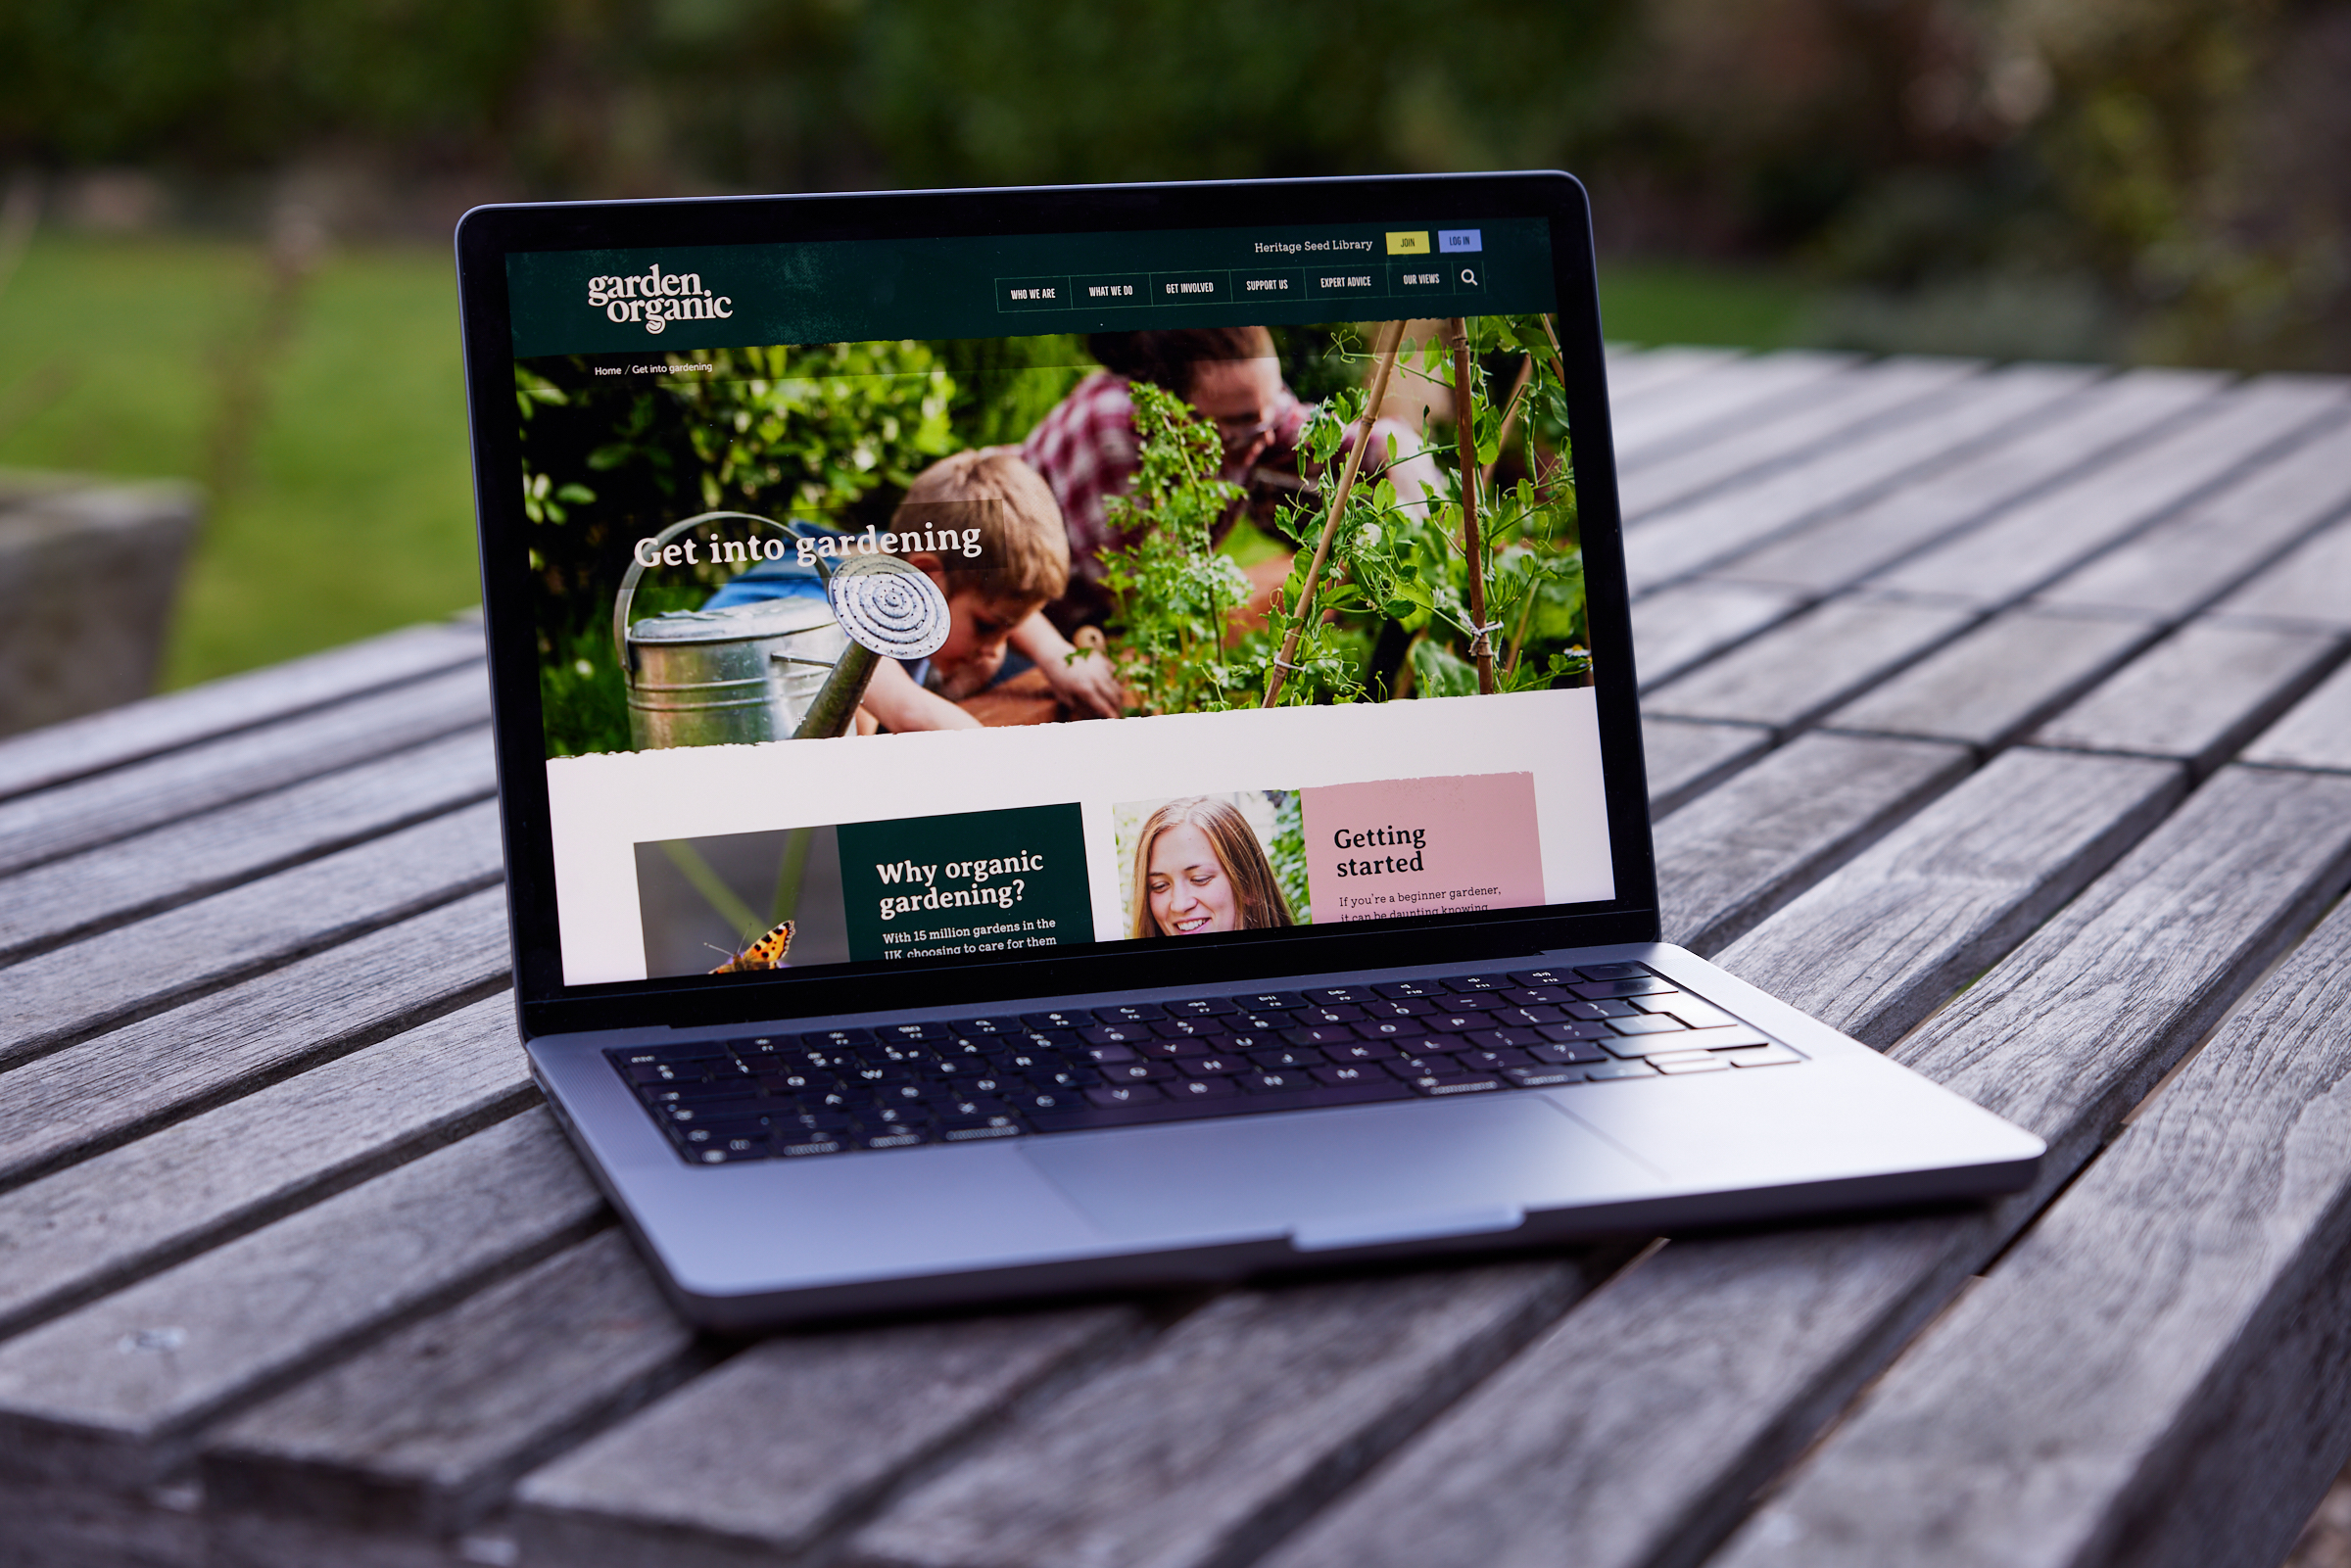 Heritage Seed Library
JOIN
LOG IN
garden
organic
WHO WE ARE
WHAT WE DO
GET INVOLVED
SUPPORT US
EXPERT ADVICE
OUR VIEWS
Home / Get into gardening
Get into gardening
Why organic
gardening?
With 15 million gardens in the
UK choosing to care for them
Getting
started
If you're a beginner gardener,
it can be daunting knowing